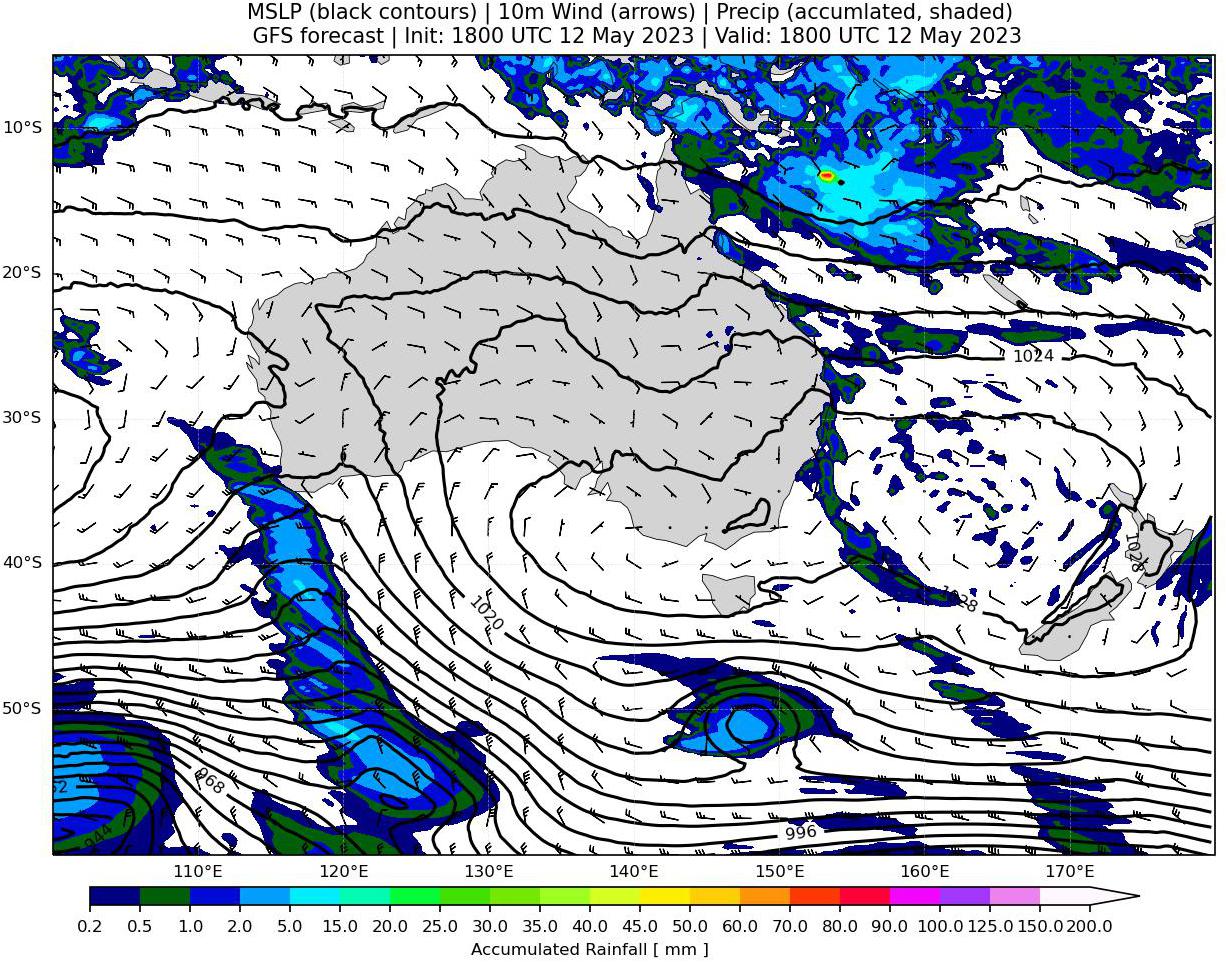 MSLP (black contours) | 10m Wind (arrows) | Precip (accumlated, shaded)
GFS forecast | Init: 1800 UTC 12 May 2023 | Valid: 1800 UTC 12 May 2023
10°S
20°S
1024
30°S
1028
40°S
1028
1020
50°S
968
52
944
996
110°E 120°E 130°E 140°E 150°E 160°E 170°E
0.2 0.5 1.0 2.0 5.0 10.0 15.0 20.0 25.0 30.0 35.0 40.0 45.0 50.0 60.0 70.0 80.0 90.0 100.0 125.0 150.0 200.0
Accumulated Rainfall [ mm ]